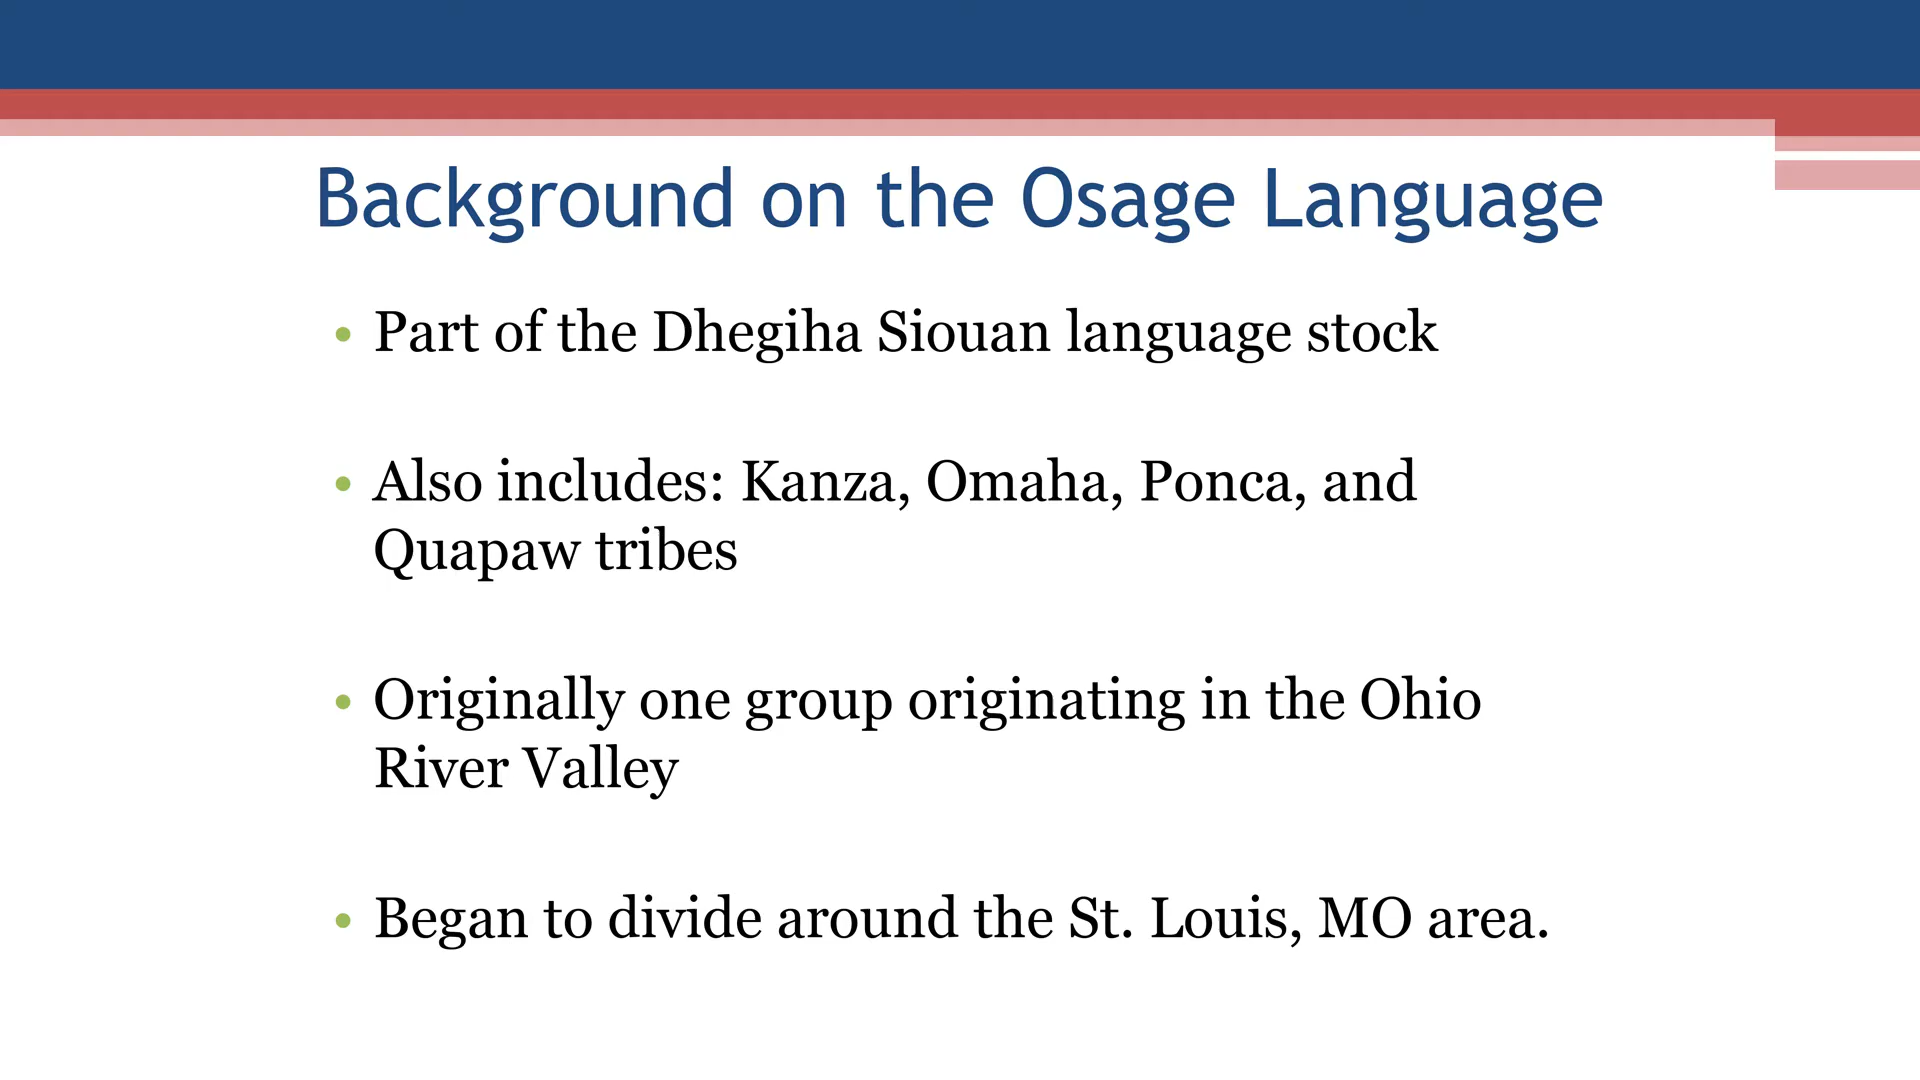 Background on the Osage Language
• Part of the Dhegiha Siouan language stock
• Also includes: Kanza, Omaha, Ponca, and
Quapaw tribes
• Originally one group originating in the Ohio
River Valley
• Began to divide around the St. Louis, MO area.